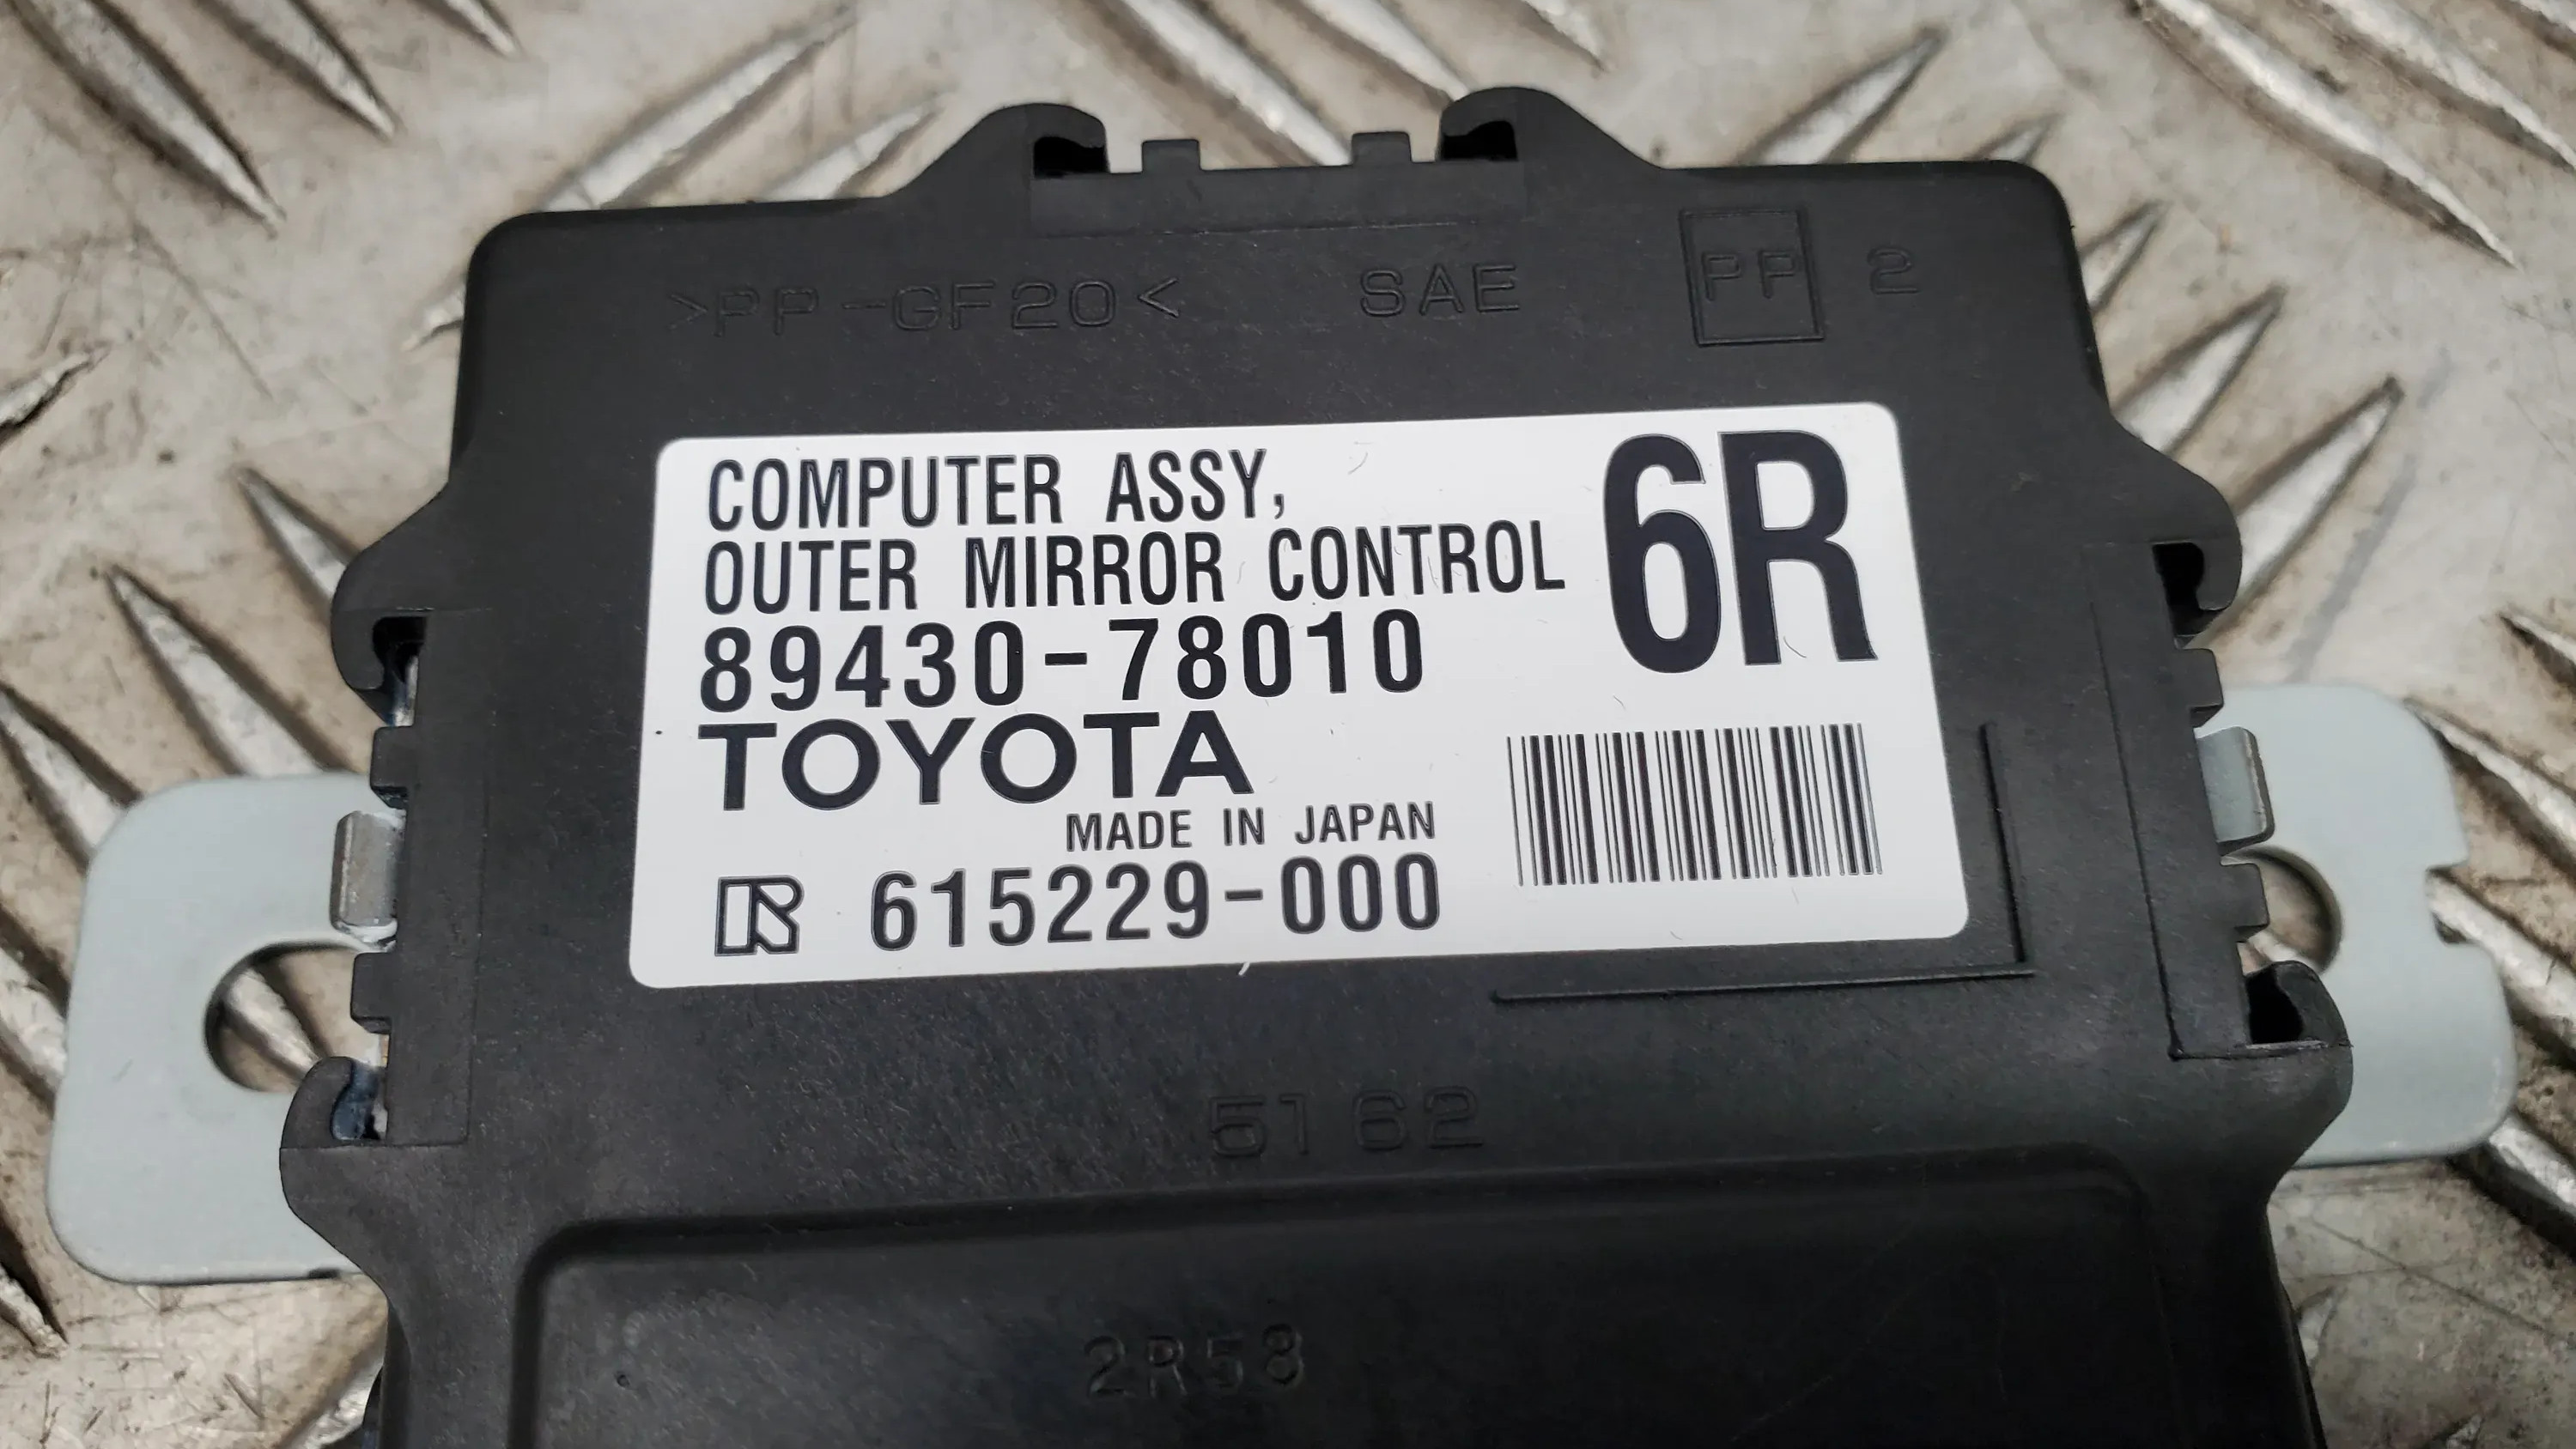 >PP-GF20< SAE PP 2
COMPUTER ASSY, 6R
OUTER MIRROR CONTROL
89430-78010
TOYOTA
MADE IN JAPAN
R 615229-000
5162
2R58